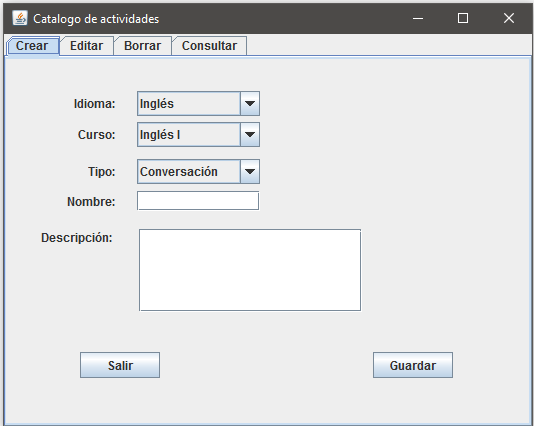 Catalogo de actividades
Crear Editar Borrar Consultar
Idioma: Inglés
Curso: Inglés I
Tipo: Conversación
Nombre:
Descripción:
Salir Guardar